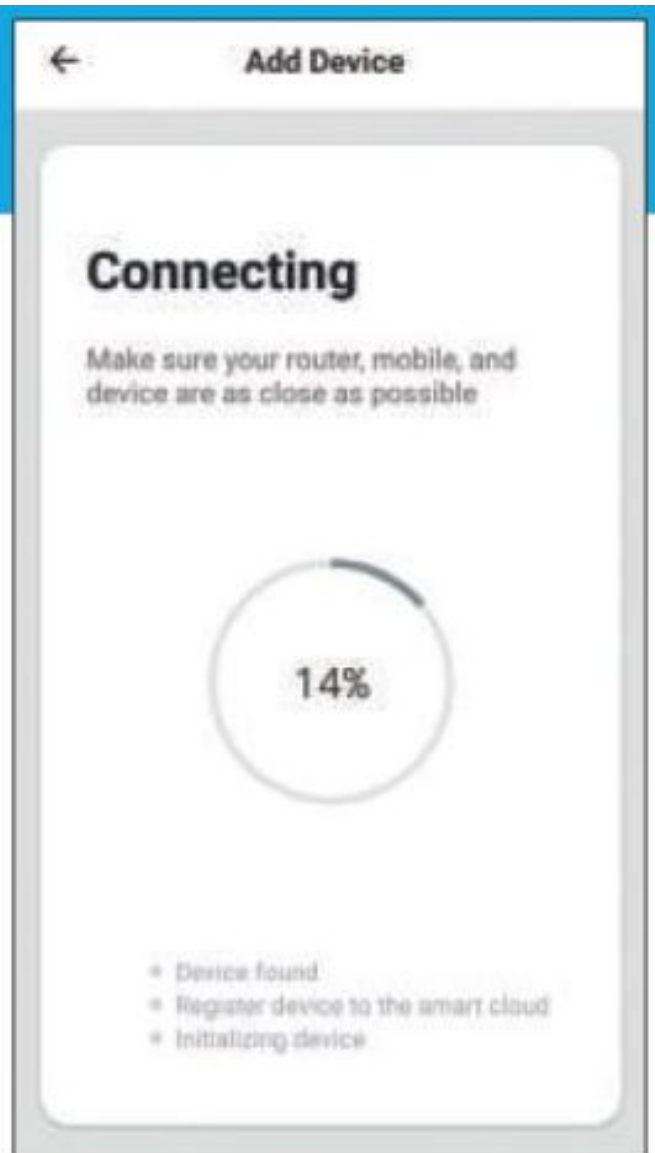 Add Device
Connecting
Make sure your router, mobile, and
device are as close as possible
14%
Device found
Register device to the smart cloud
Initializing device